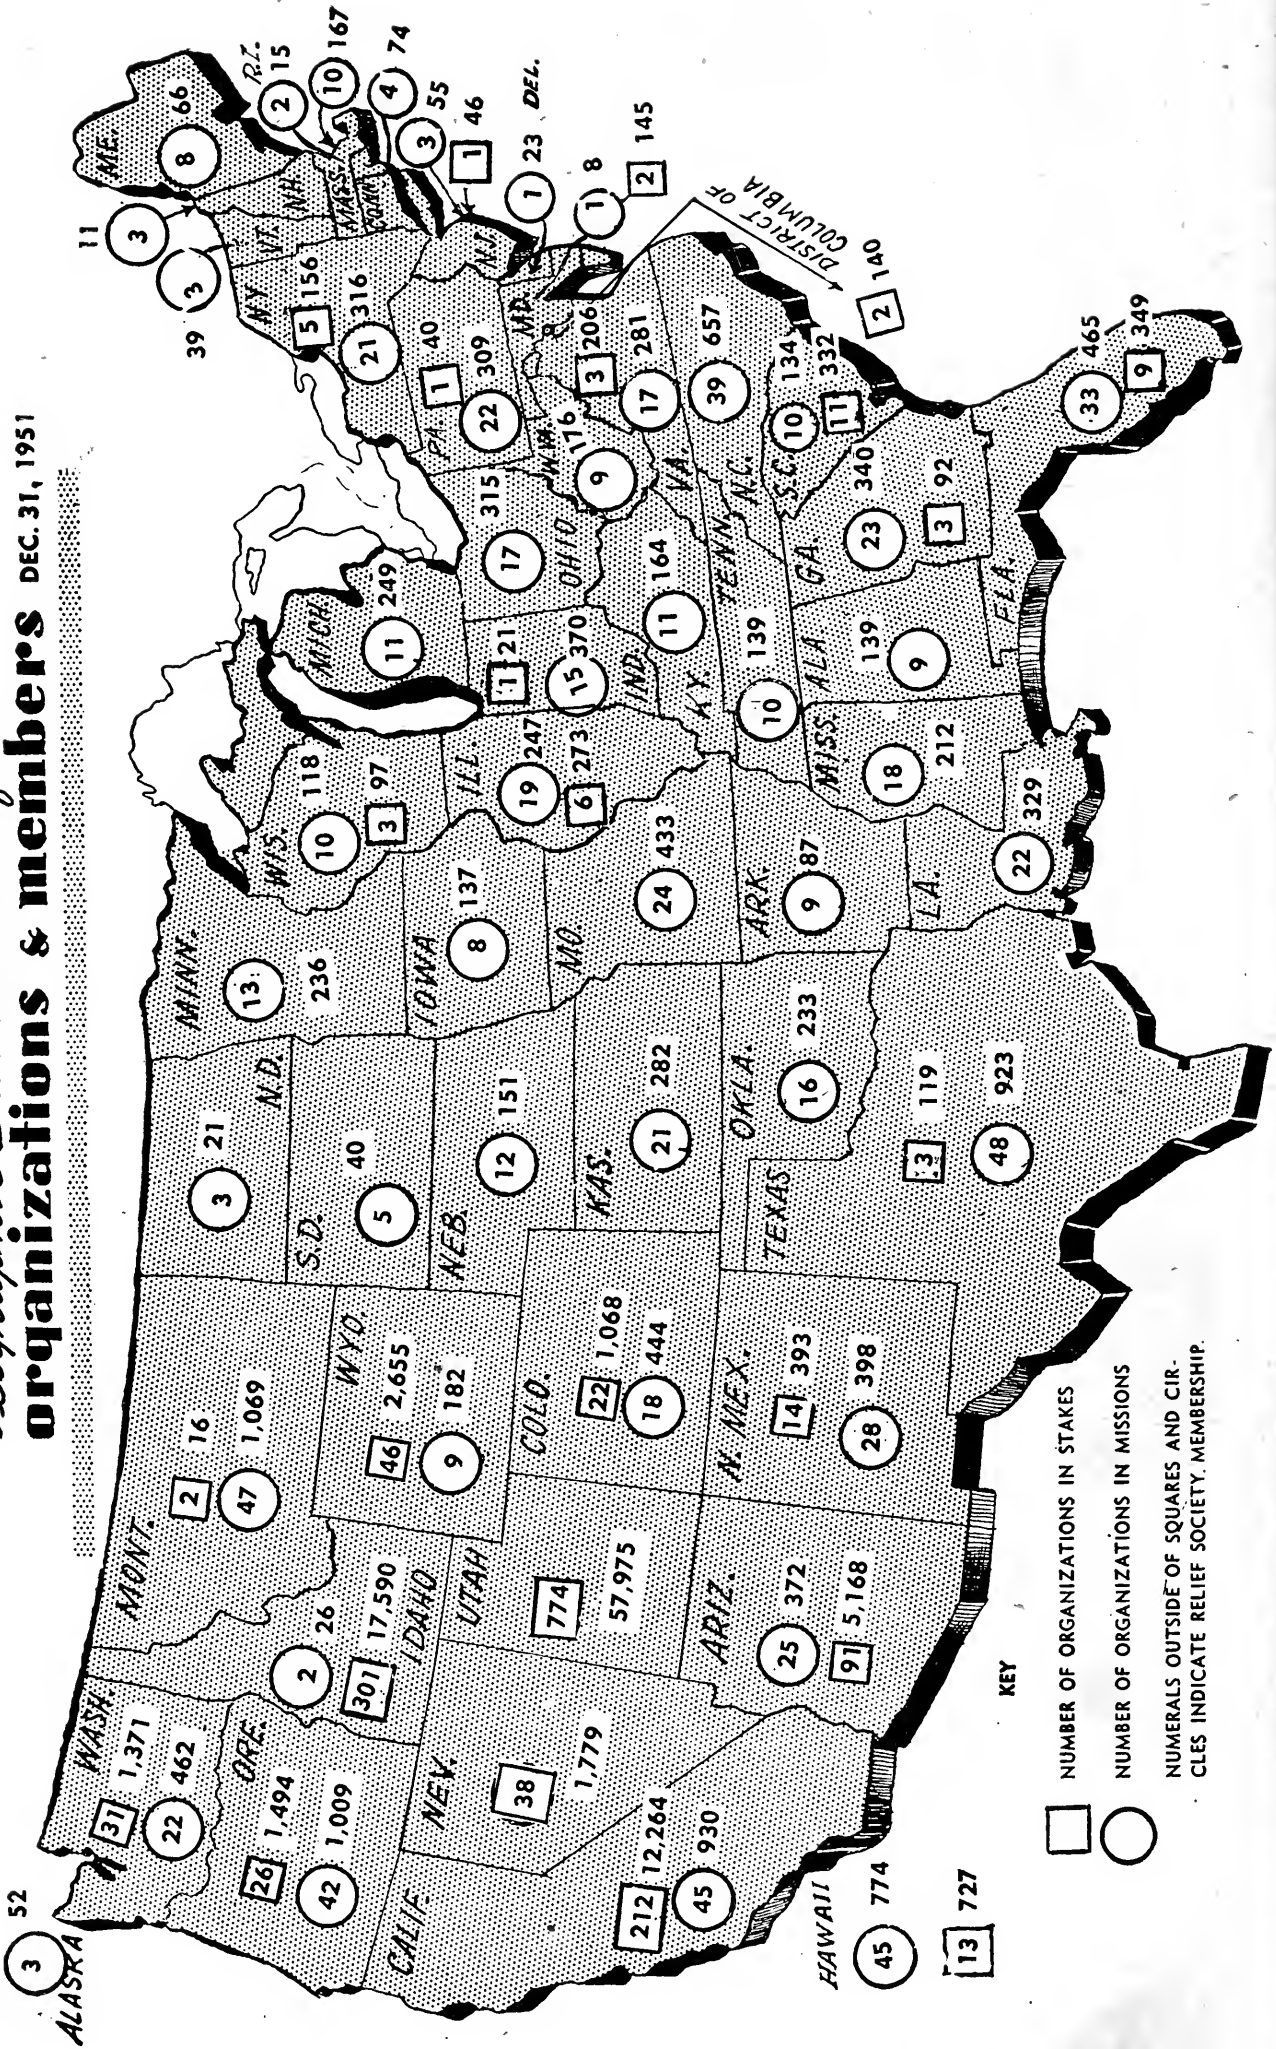 organizations & members DEC. 31, 1951
3 52
ALASKA
WASH.
31 1,371
22 462
ORE.
26 1,494
42 1,009
CALIF.
212 12,264
45 930
NEV.
38
1,779
IDAHO
2 26
301 17,590
MONT.
2 16
47 1,069
WYO.
46 2,655
9 182
UTAH
774
57,975
COLO.
22 1,068
18 444
ARIZ.
25 372
91 5,168
N. MEX.
14 393
28 398
N.D.
3 21
S.D.
5 40
NEB.
12 151
KAS.
21 282
OKLA.
16 233
TEXAS
3 119
48 923
MINN.
13
236
IOWA
8 137
MO.
24 433
ARK.
9 87
LA.
22 329
WIS.
10 118
3 97
ILL.
19 247
6 273
MICH.
11 249
IND.
1 21
15 370
OHIO
17 315
KY.
11 164
TENN.
10 139
MISS.
18 212
ALA
9 139
GA.
23 340
3 92
FLA.
33 465
9 349
S.C.
10 134
11 332
N.C.
39 657
VA.
3 206
17 281
W.VA.
9 176
PA.
1 40
22 309
NY
5 156
21 316
VT.
39 3
NH
11 3
ME.
8 66
MASS.
10 167
R.I.
2 15
CONN
4 74
N.J.
3 55
1 46
DEL.
1 23
MD.
1 8
2 145
DISTRICT OF
COLUMBIA
2 140
HAWAII
45 774
13 727
KEY
NUMBER OF ORGANIZATIONS IN STAKES
NUMBER OF ORGANIZATIONS IN MISSIONS
NUMERALS OUTSIDE OF SQUARES AND CIR-
CLES INDICATE RELIEF SOCIETY MEMBERSHIP.